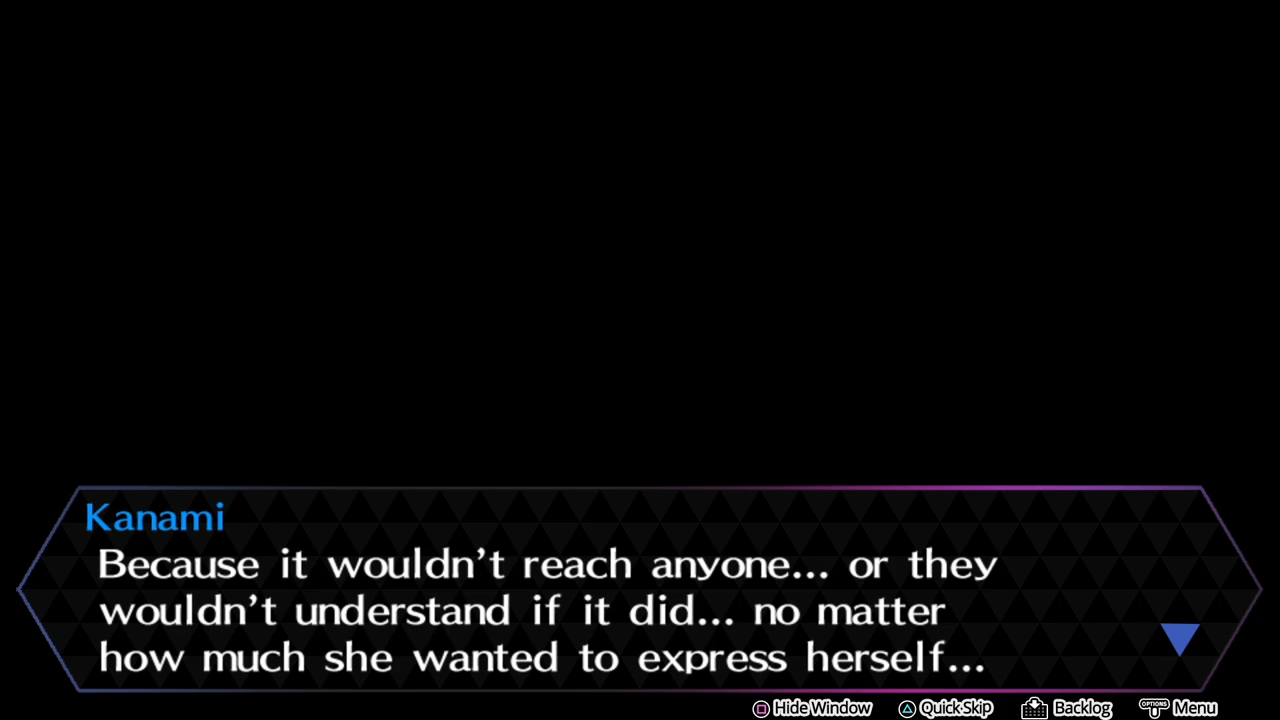 Kanami
Because it wouldn't reach anyone... or they
wouldn't understand if it did... no matter
how much she wanted to express herself...
Hide Window Quick Skip Backlog OPTIONS Menu